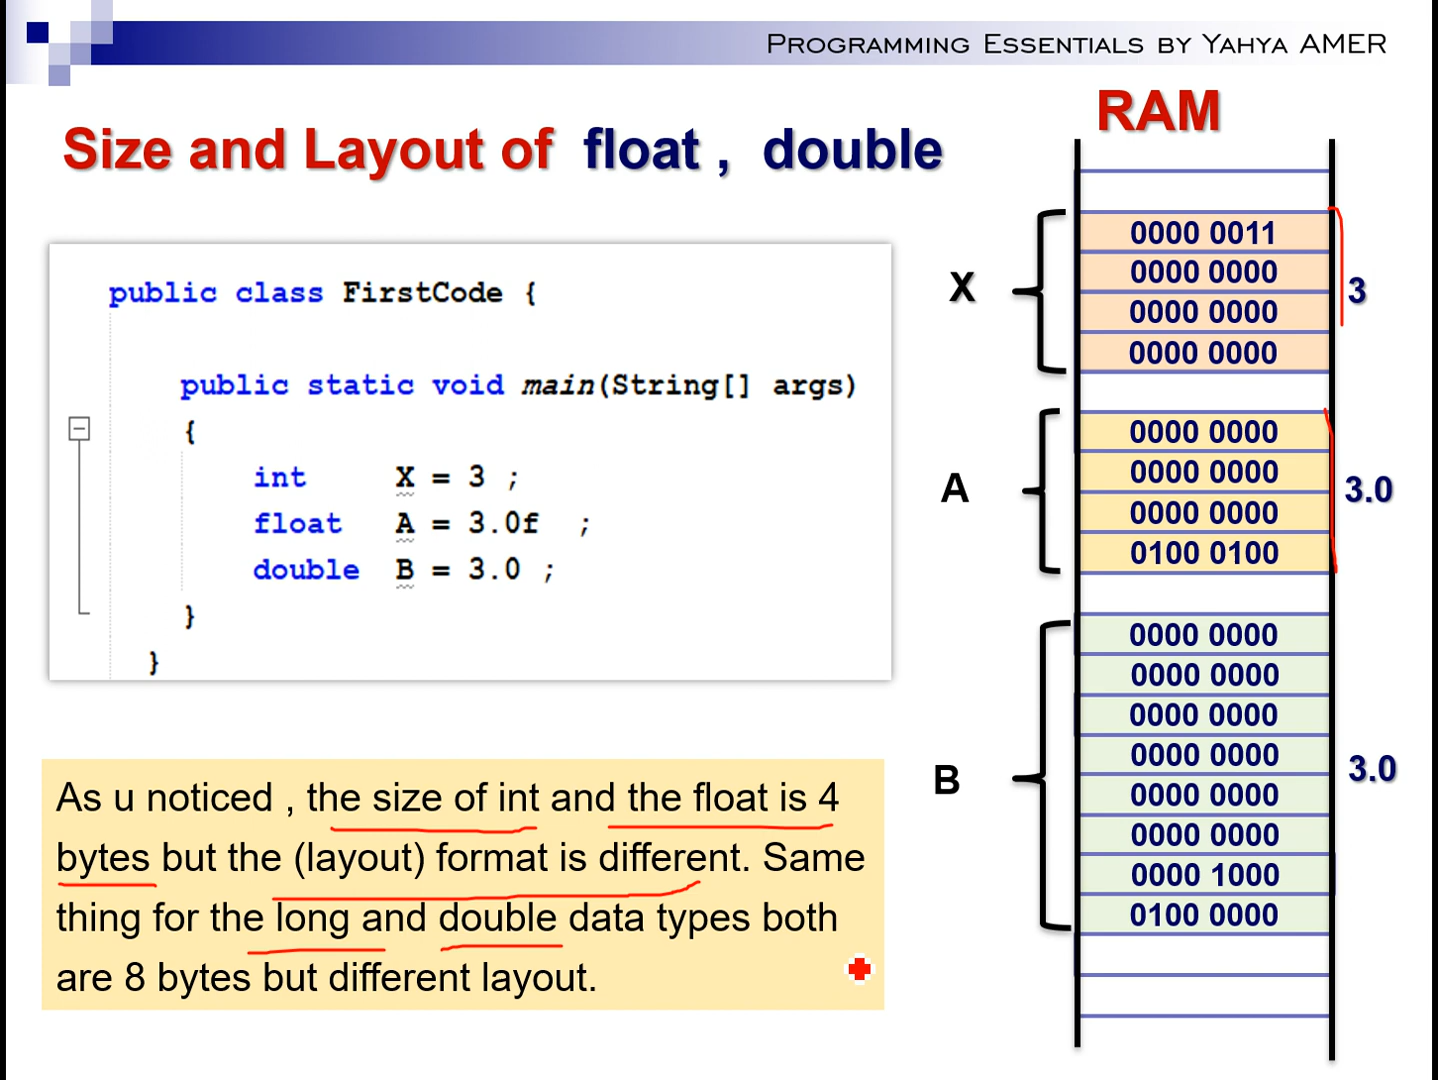 PROGRAMMING ESSENTIALS BY YAHYA AMER
Size and Layout of float , double
public class FirstCode {
public static void main(String[] args)
{
int X = 3 ;
float A = 3.0f ;
double B = 3.0 ;
}
}
As u noticed , the size of int and the float is 4
bytes but the (layout) format is different. Same
thing for the long and double data types both
are 8 bytes but different layout.
RAM
X
0000 0011
0000 0000
0000 0000
0000 0000
3
A
0000 0000
0000 0000
0000 0000
0100 0100
3.0
B
0000 0000
0000 0000
0000 0000
0000 0000
0000 0000
0000 0000
0000 1000
0100 0000
3.0